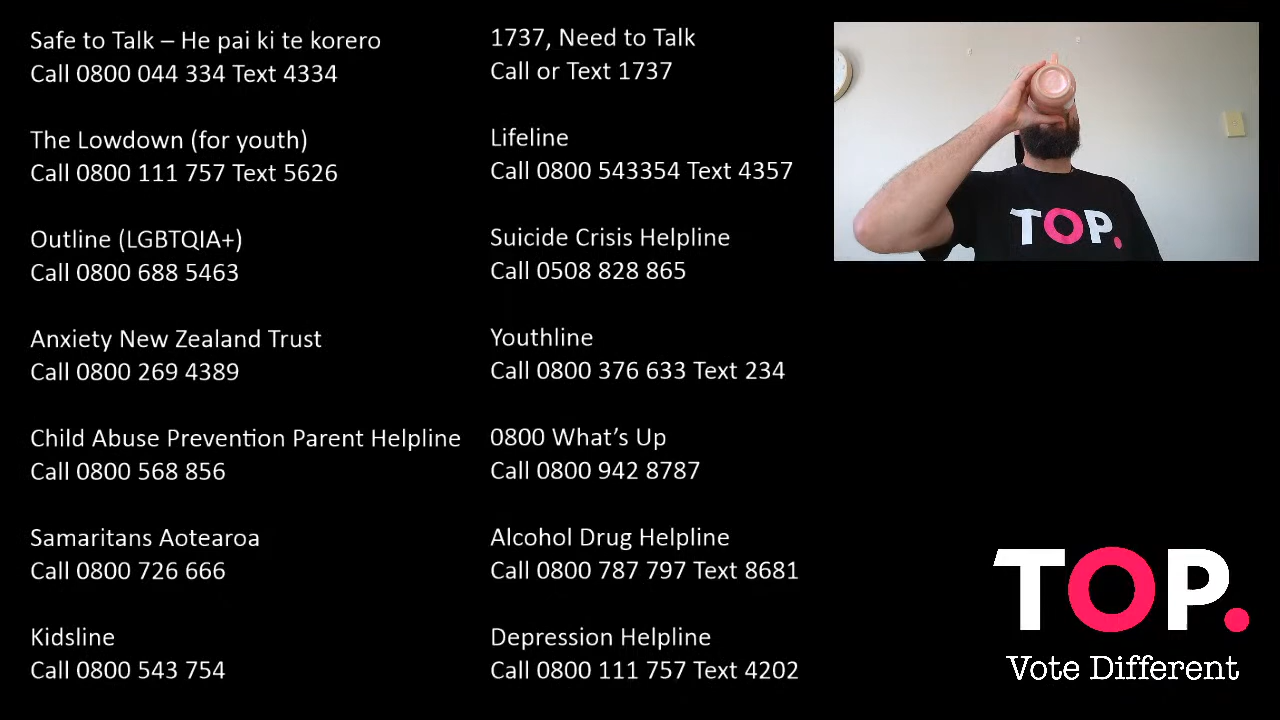 Safe to Talk – He pai ki te korero
Call 0800 044 334 Text 4334
The Lowdown (for youth)
Call 0800 111 757 Text 5626
Outline (LGBTQIA+)
Call 0800 688 5463
Anxiety New Zealand Trust
Call 0800 269 4389
Child Abuse Prevention Parent Helpline
Call 0800 568 856
Samaritans Aotearoa
Call 0800 726 666
Kidsline
Call 0800 543 754
1737, Need to Talk
Call or Text 1737
Lifeline
Call 0800 543354 Text 4357
Suicide Crisis Helpline
Call 0508 828 865
Youthline
Call 0800 376 633 Text 234
0800 What’s Up
Call 0800 942 8787
Alcohol Drug Helpline
Call 0800 787 797 Text 8681
Depression Helpline
Call 0800 111 757 Text 4202
TOP.
TOP.
Vote Different